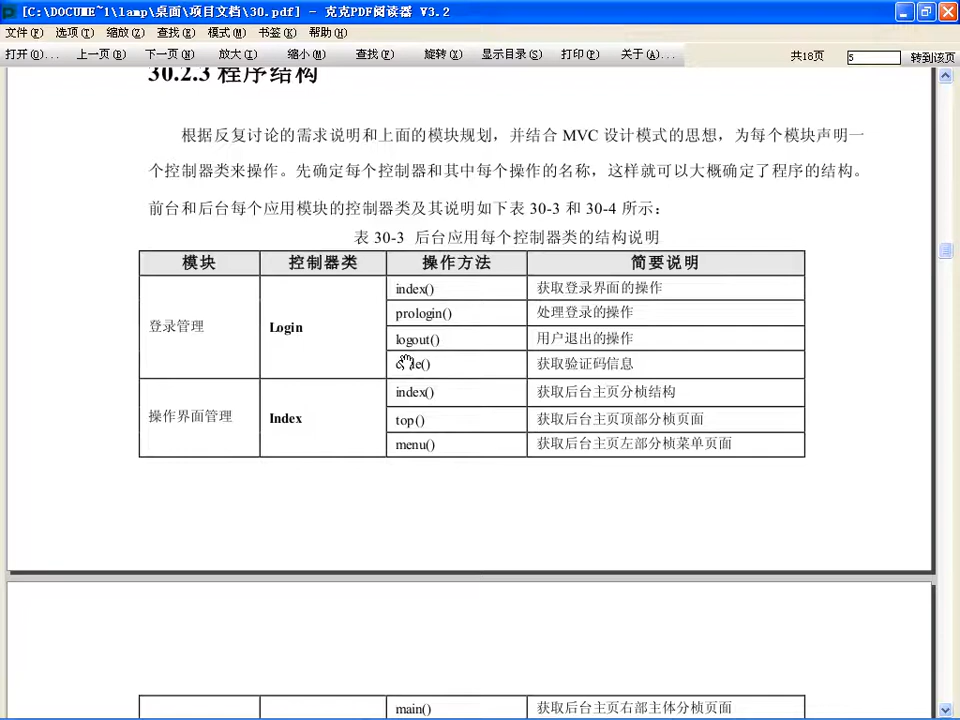 [C:\DOCUME~1\lamp\桌面\项目文档\30.pdf] - 克克PDF阅读器 V3.2
文件(F) 选项(T) 缩放(Z) 查找(R) 模式(M) 书签(K) 帮助(H)
打开(O)... 上一页(B) 下一页(N) 放大(I) 缩小(M) 查找(F) 旋转(X) 显示目录(S) 打印(P) 关于(A)... 共18页 5 转到该页
30.2.3 程序结构
根据反复讨论的需求说明和上面的模块规划，并结合 MVC 设计模式的思想，为每个模块声明一
个控制器类来操作。先确定每个控制器和其中每个操作的名称，这样就可以大概确定了程序的结构。
前台和后台每个应用模块的控制器类及其说明如下表 30-3 和 30-4 所示：
表 30-3 后台应用每个控制器类的结构说明
模块 控制器类 操作方法 简要说明
登录管理 Login index() 获取登录界面的操作
prologin() 处理登录的操作
logout() 用户退出的操作
获取验证码信息
操作界面管理 Index index() 获取后台主页分桢结构
top() 获取后台主页顶部分桢页面
menu() 获取后台主页左部分桢菜单页面
main() 获取后台主页右部主体分桢页面